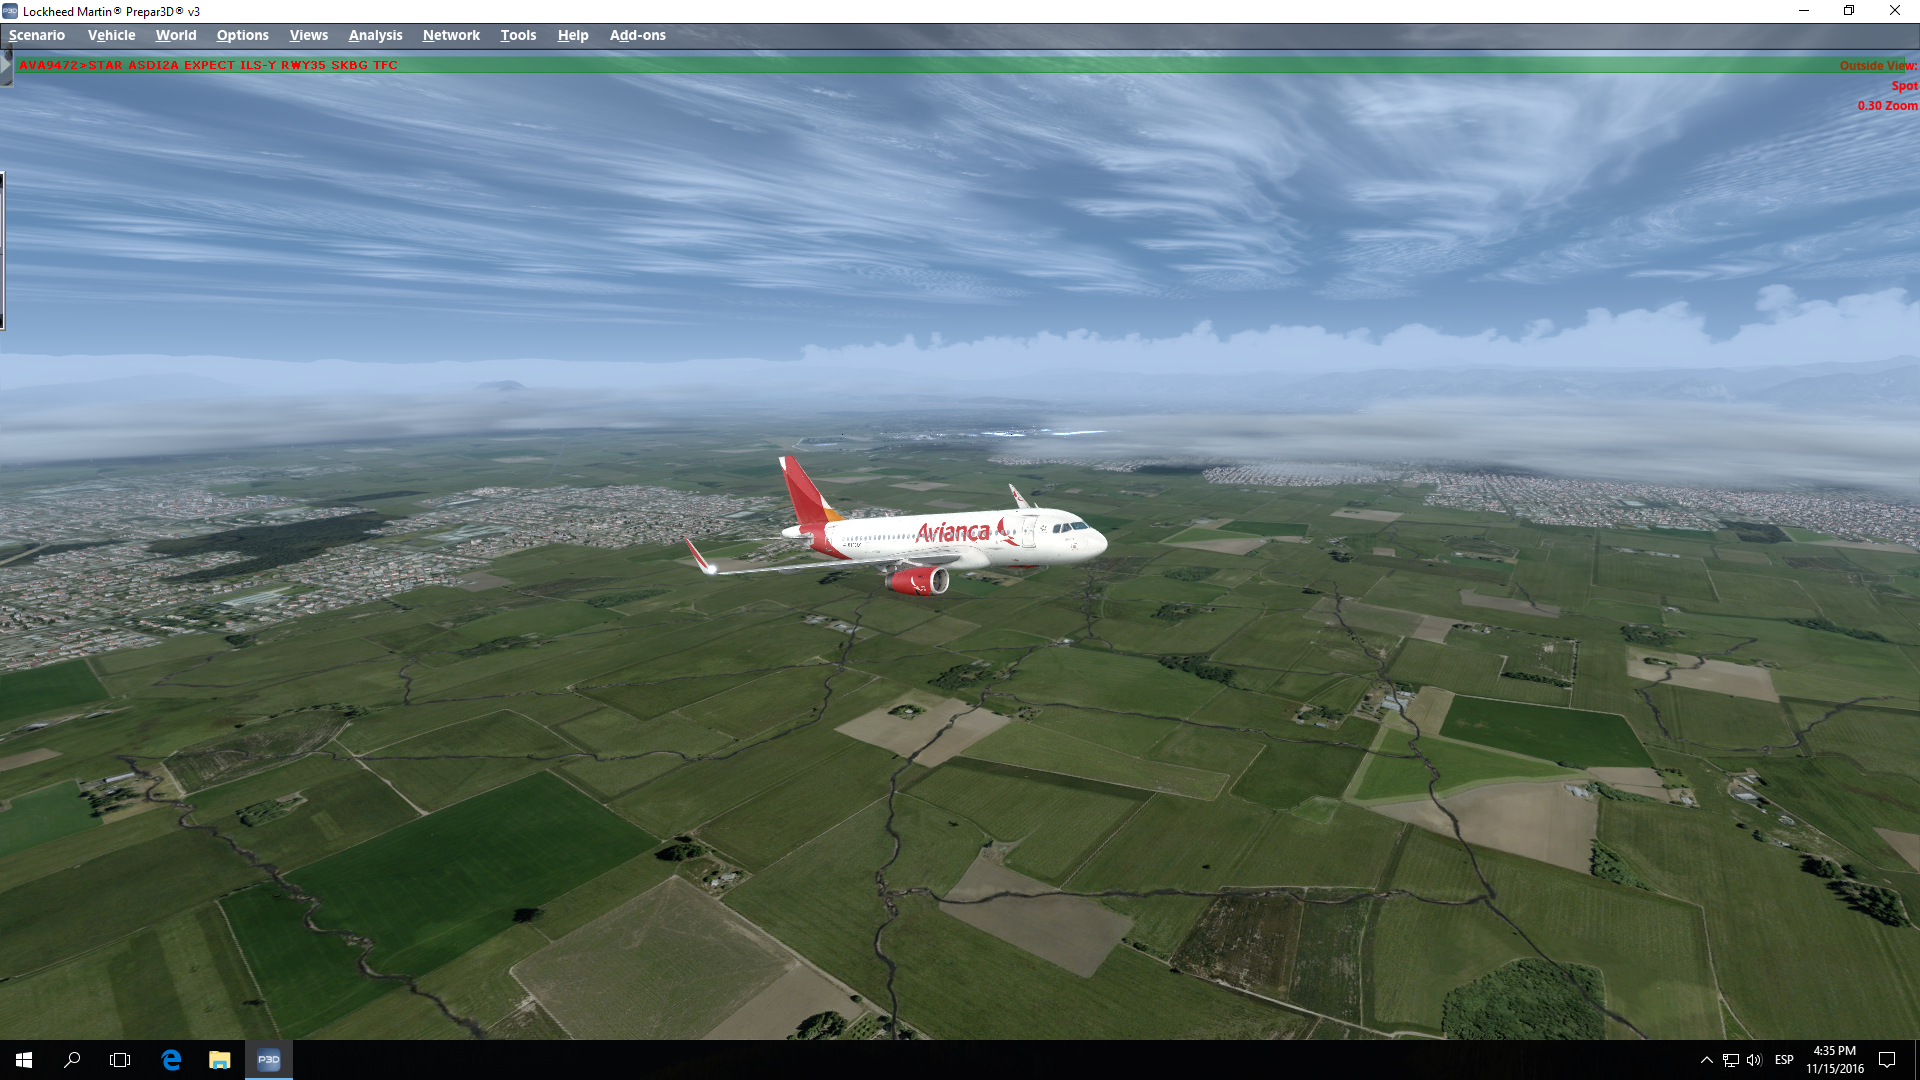 Lockheed Martin® Prepar3D® v3
Scenario Vehicle World Options Views Analysis Network Tools Help Add-ons
AVA9472>STAR ASDI2A EXPECT ILS-Y RWY35 SKBG TFC
Outside View:
Spot
0.30 Zoom
Avianca
P3D
ESP
4:35 PM
11/15/2016